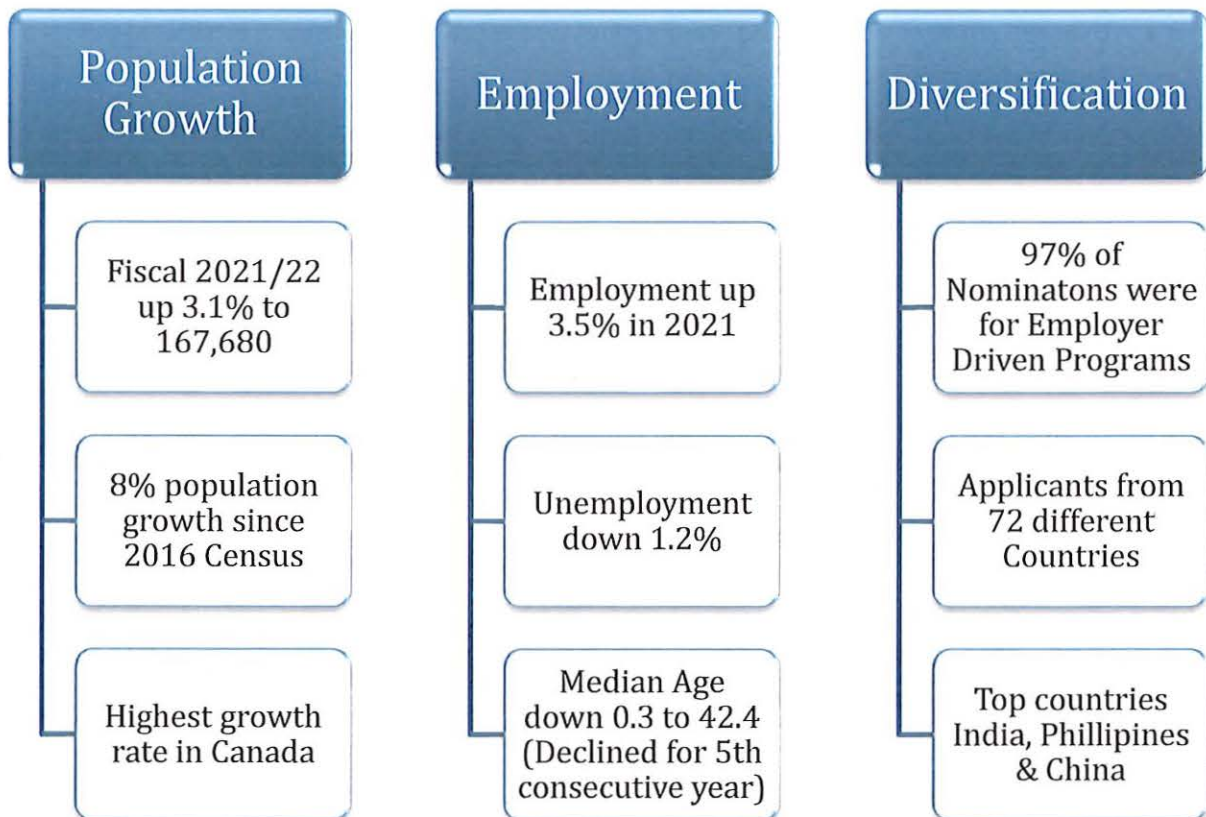 Population
Growth
Fiscal 2021/22
up 3.1% to
167,680
8% population
growth since
2016 Census
Highest growth
rate in Canada
Employment
Employment up
3.5% in 2021
Unemployment
down 1.2%
Median Age
down 0.3 to 42.4
(Declined for 5th
consecutive year)
Diversification
97% of
Nominatons were
for Employer
Driven Programs
Applicants from
72 different
Countries
Top countries
India, Phillipines
& China